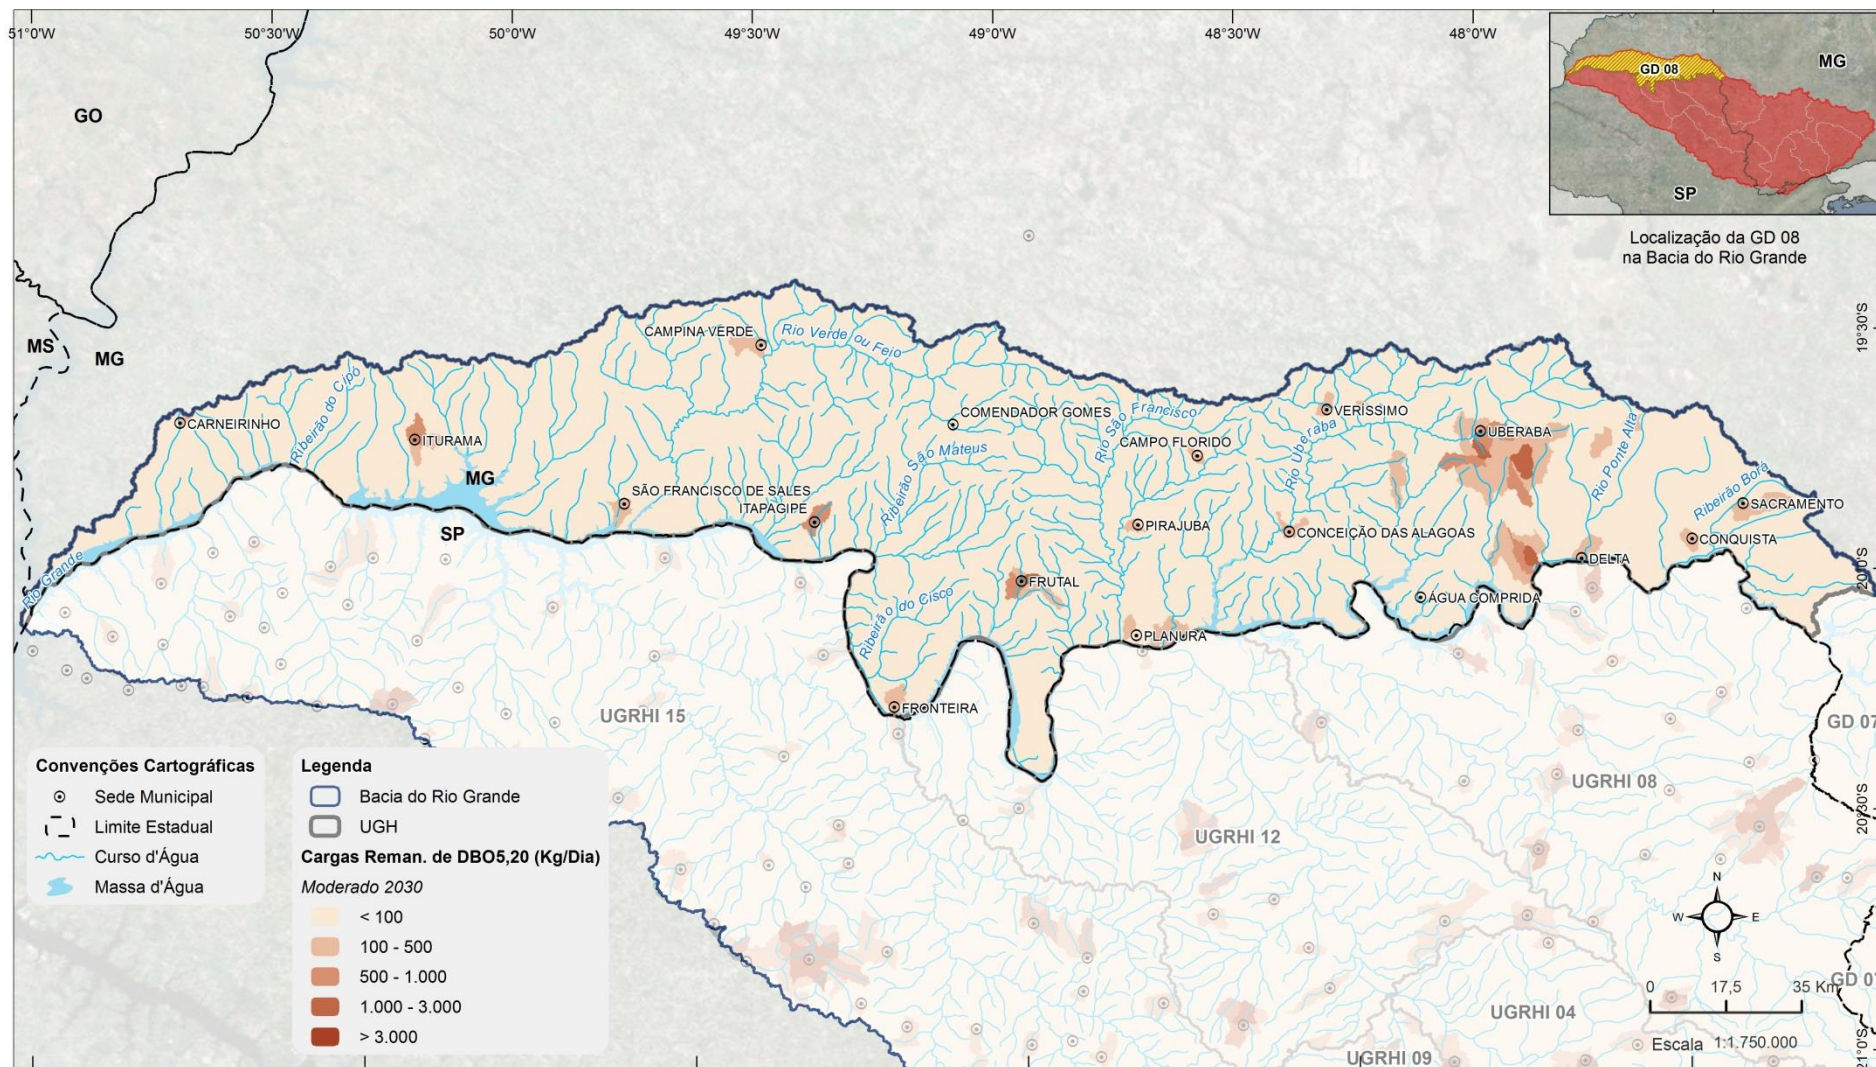 51°0'W
50°30'W
50°0'W
49°30'W
49°0'W
48°30'W
48°0'W
GO
MS
MG
GD 08
MG
SP
Localização da GD 08
na Bacia do Rio Grande
19°30'S
20°0'S
20°30'S
21°0'S
CAMPINA VERDE
Rio Verde ou Feio
CARNEIRINHO
Ribeirão do Cipó
ITURAMA
COMENDADOR GOMES
Rio São Francisco
CAMPO FLORIDO
VERÍSSIMO
Rio Uberaba
UBERABA
Rio Ponte Alta
Ribeirão São Mateus
MG
SP
SÃO FRANCISCO DE SALES
ITAPAGIPE
PIRAJUBA
CONCEIÇÃO DAS ALAGOAS
Ribeirão Borá
SACRAMENTO
CONQUISTA
DELTA
Rio Grande
FRUTAL
ÁGUA COMPRIDA
Ribeirão do Cisco
PLANURA
FRONTEIRA
UGRHI 15
GD 07
UGRHI 08
UGRHI 12
GD 07
UGRHI 04
UGRHI 09
Convenções Cartográficas
Sede Municipal
Limite Estadual
Curso d'Água
Massa d'Água
Legenda
Bacia do Rio Grande
UGH
Cargas Reman. de DBO5,20 (Kg/Dia)
Moderado 2030
< 100
100 - 500
500 - 1.000
1.000 - 3.000
> 3.000
N
W
E
S
0 17,5 35 Km
Escala 1:1.750.000